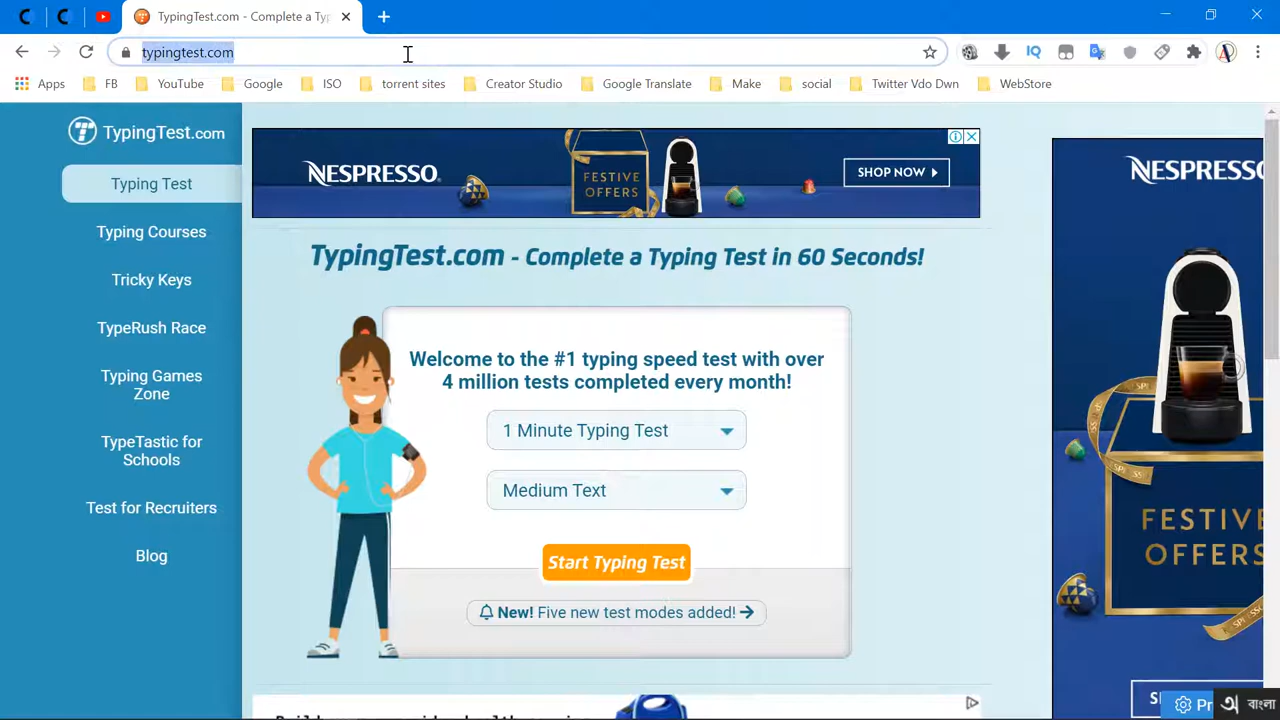 TypingTest.com - Complete a Typ
typingtest.com
Apps FB YouTube Google ISO torrent sites Creator Studio Google Translate Make social Twitter Vdo Dwn WebStore
TypingTest.com
Typing Test
Typing Courses
Tricky Keys
TypeRush Race
Typing Games
Zone
TypeTastic for
Schools
Test for Recruiters
Blog
NESPRESSO
FESTIVE
OFFERS
SHOP NOW
TypingTest.com - Complete a Typing Test in 60 Seconds!
Welcome to the #1 typing speed test with over
4 million tests completed every month!
1 Minute Typing Test
Medium Text
Start Typing Test
New! Five new test modes added!
NESPRESS
FESTIVE
OFFERS
IQ
Pr
অ বাংলা